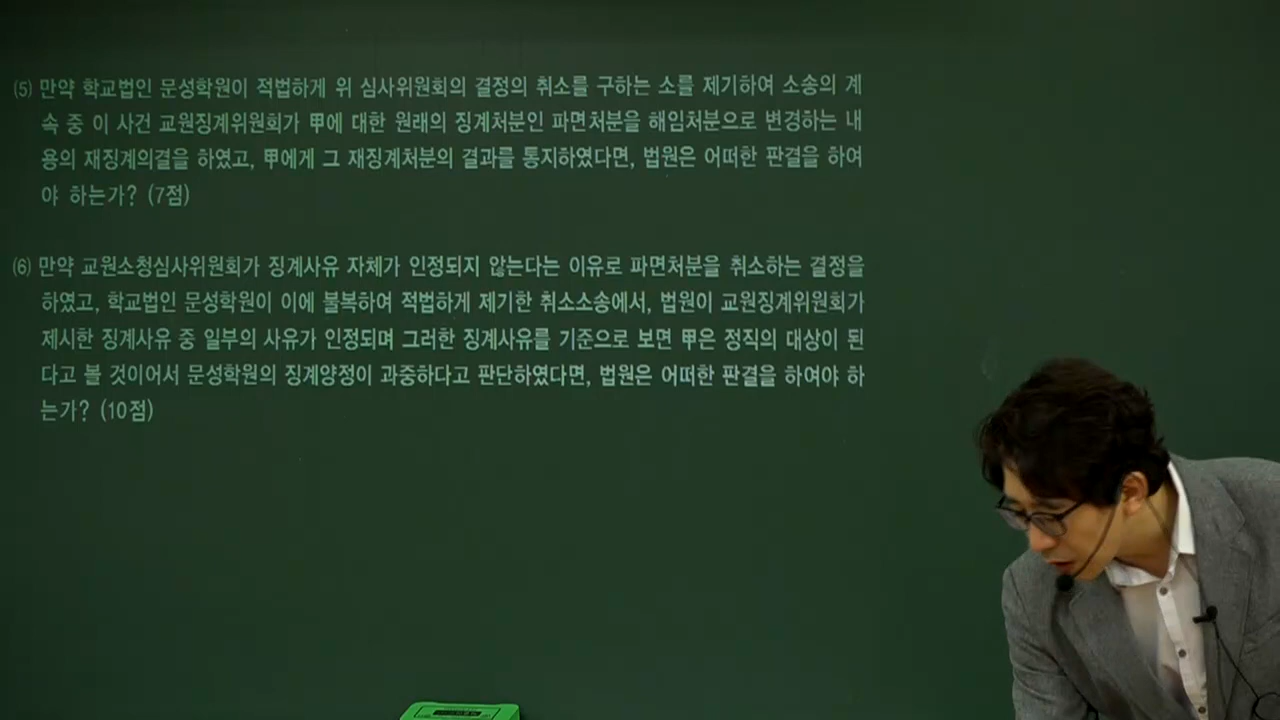 (5) 만약 학교법인 문성학원이 적법하게 위 심사위원회의 결정의 취소를 구하는 소를 제기하여 소송의 계
속 중 이 사건 교원징계위원회가 甲에 대한 원래의 징계처분인 파면처분을 해임처분으로 변경하는 내
용의 재징계의결을 하였고, 甲에게 그 재징계처분의 결과를 통지하였다면, 법원은 어떠한 판결을 하여
야 하는가? (7점)
(6) 만약 교원소청심사위원회가 징계사유 자체가 인정되지 않는다는 이유로 파면처분을 취소하는 결정을
하였고, 학교법인 문성학원이 이에 불복하여 적법하게 제기한 취소소송에서, 법원이 교원징계위원회가
제시한 징계사유 중 일부의 사유가 인정되며 그러한 징계사유를 기준으로 보면 甲은 정직의 대상이 된
다고 볼 것이어서 문성학원의 징계양정이 과중하다고 판단하였다면, 법원은 어떠한 판결을 하여야 하
는가? (10점)